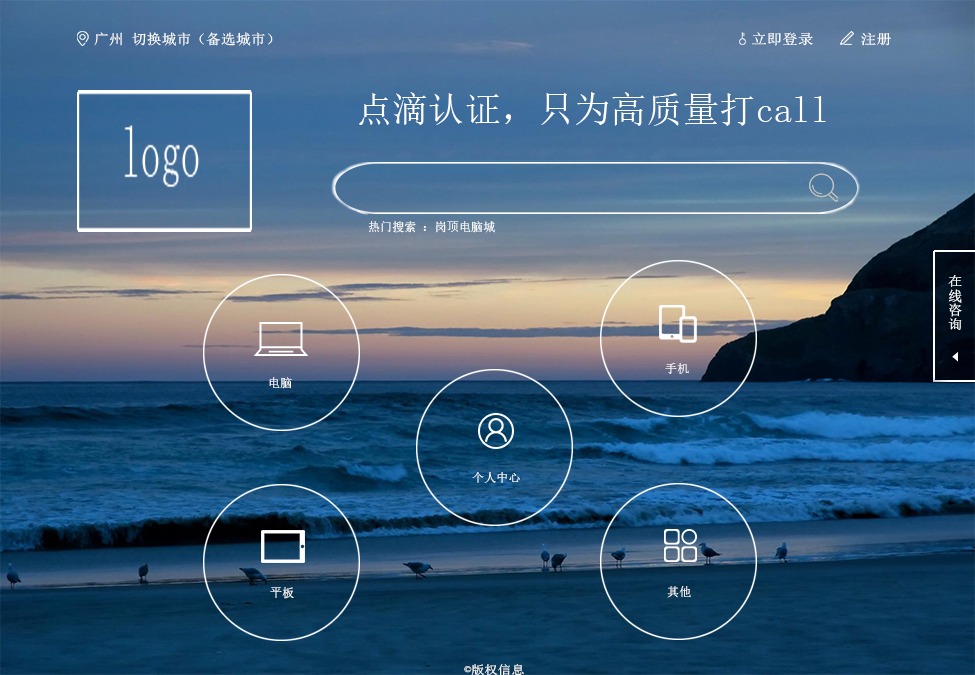 广州 切换城市（备选城市）
立即登录 注册
logo
点滴认证，只为高质量打call
热门搜索 ：岗顶电脑城
在线咨询
电脑
手机
个人中心
平板
其他
©版权信息